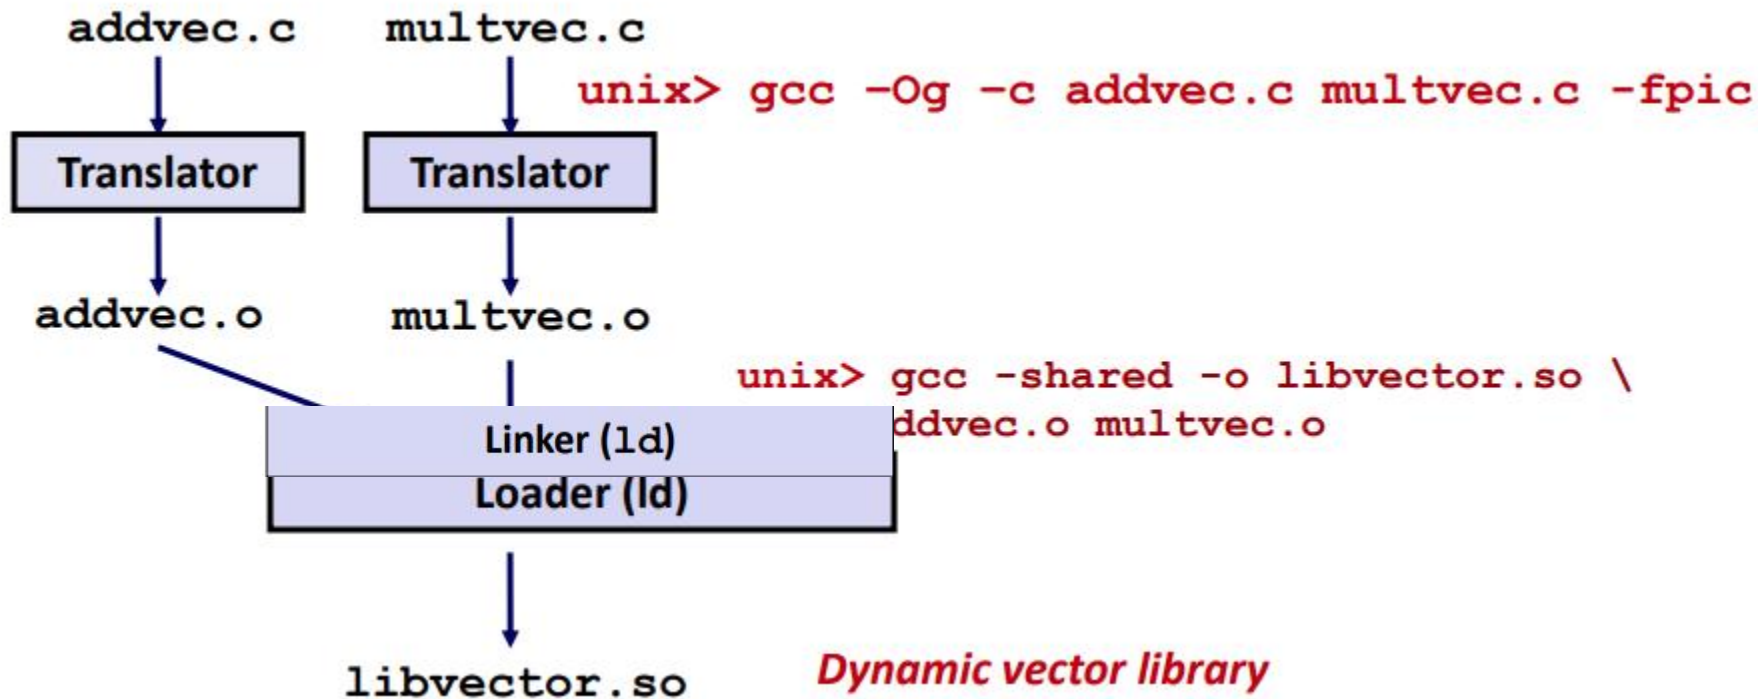 addvec.c multvec.c
unix> gcc –Og –c addvec.c multvec.c -fpic
Translator Translator
addvec.o multvec.o
unix> gcc -shared -o libvector.so \
ddvec.o multvec.o
Linker (ld)
Loader (ld)
libvector.so
Dynamic vector library